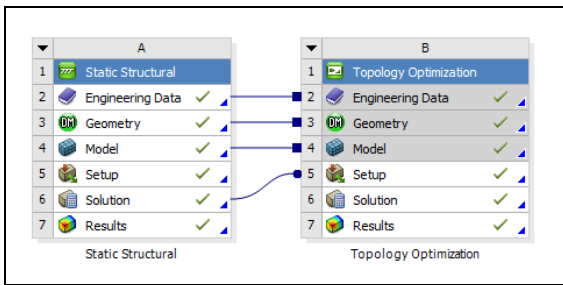 A
1 Static Structural
2 Engineering Data
3 Geometry
4 Model
5 Setup
6 Solution
7 Results
Static Structural
B
1 Topology Optimization
2 Engineering Data
3 Geometry
4 Model
5 Setup
6 Solution
7 Results
Topology Optimization